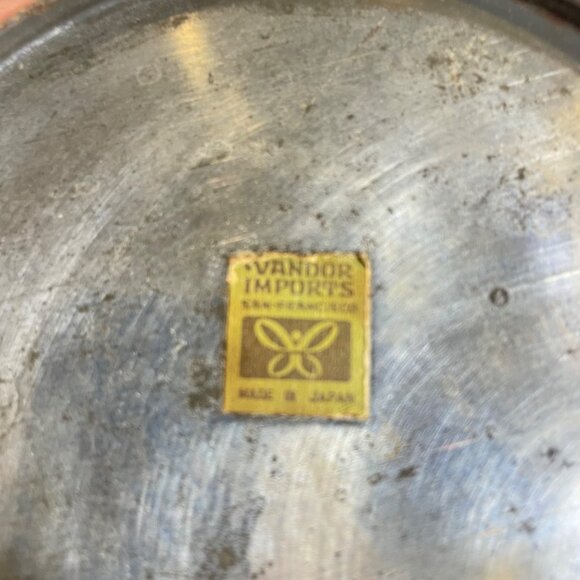 VANDOR
IMPORTS
SAN FRANCISCO
MADE IN JAPAN